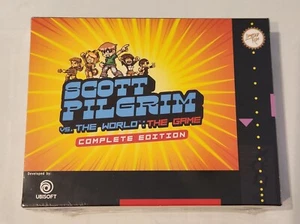 SCOTT
PILGRIM
VS. THE WORLD: THE GAME
COMPLETE EDITION
Developed by
UBISOFT